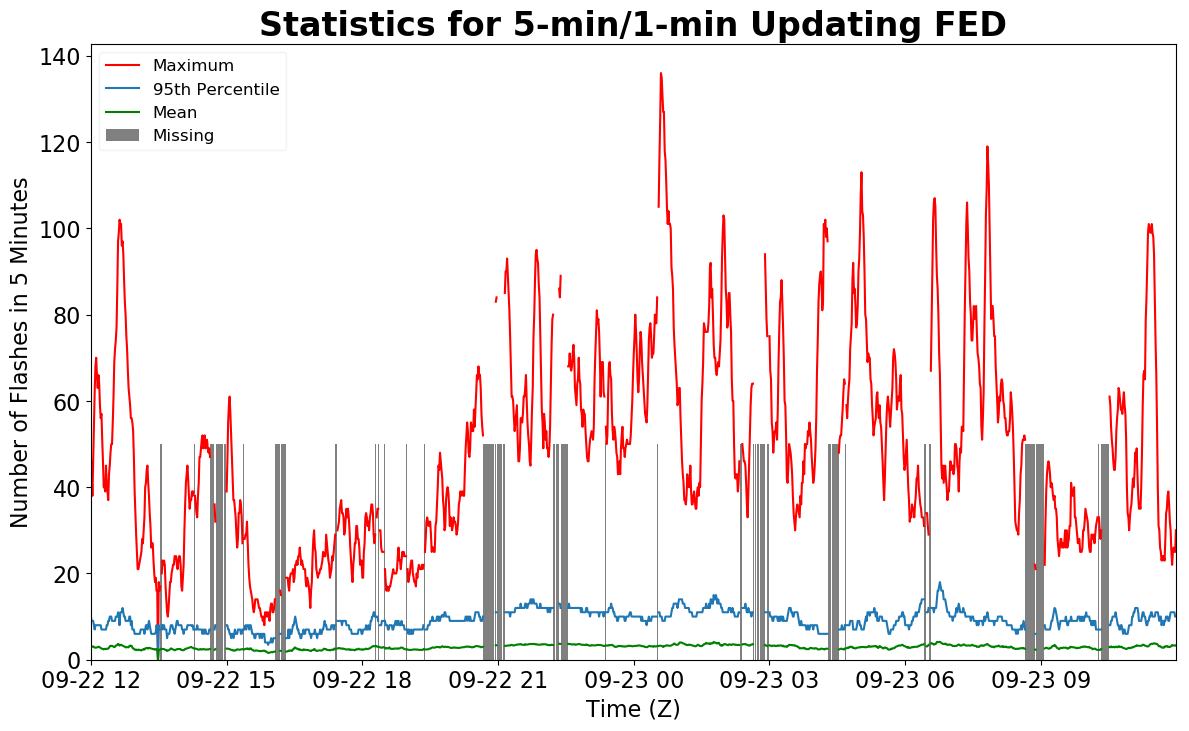 Statistics for 5-min/1-min Updating FED
Number of Flashes in 5 Minutes
140
120
100
80
60
40
20
0
Maximum
95th Percentile
Mean
Missing
09-22 12
09-22 15
09-22 18
09-22 21
09-23 00
09-23 03
09-23 06
09-23 09
Time (Z)